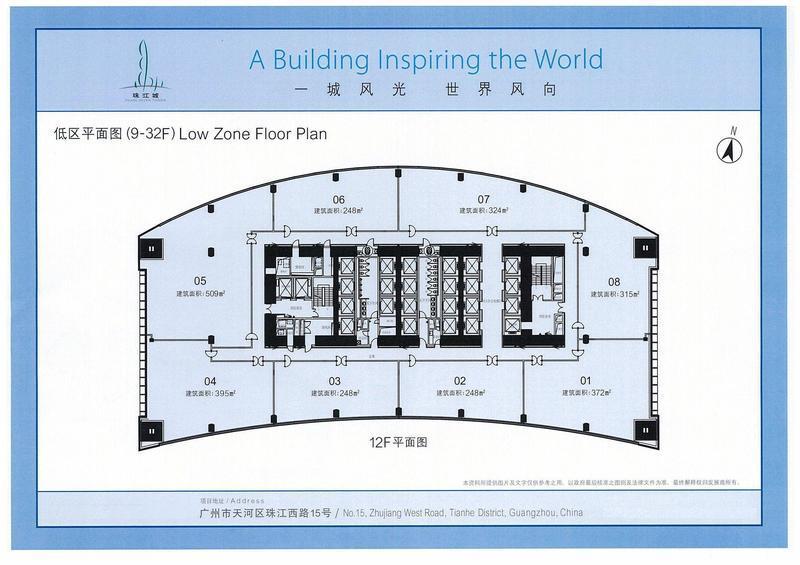 A Building Inspiring the World
珠江城
一城风光 世界风向
低区平面图 (9-32F) Low Zone Floor Plan
N
06
建筑面积:248㎡
07
建筑面积:324㎡
05
建筑面积:509㎡
08
建筑面积:315㎡
04
建筑面积:395㎡
03
建筑面积:248㎡
02
建筑面积:248㎡
01
建筑面积:372㎡
12F平面图
本资料所提供图片及文字仅供参考之用，以政府最后核准之图则及法律文件为准，最终解释权归发展商所有。
项目地址 / Address
广州市天河区珠江西路15号 / No.15, Zhujiang West Road, Tianhe District, Guangzhou, China